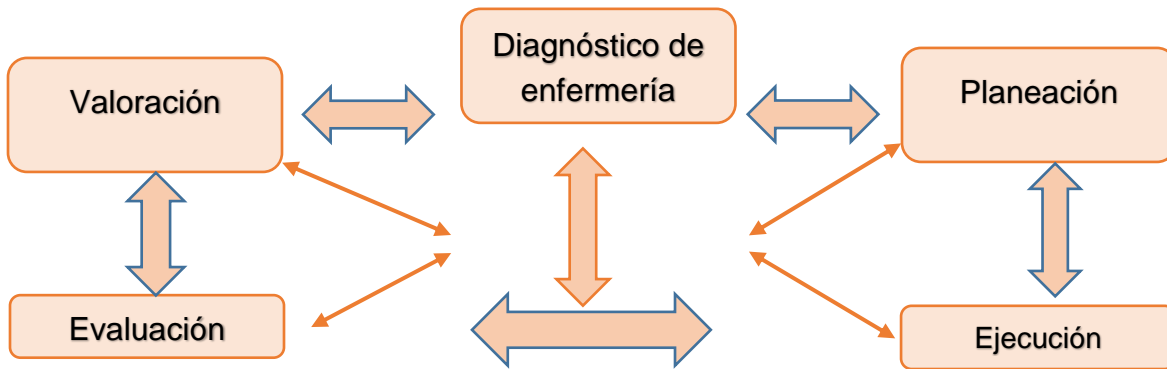 Diagnóstico de
enfermería
Valoración
Planeación
Evaluación
Ejecución